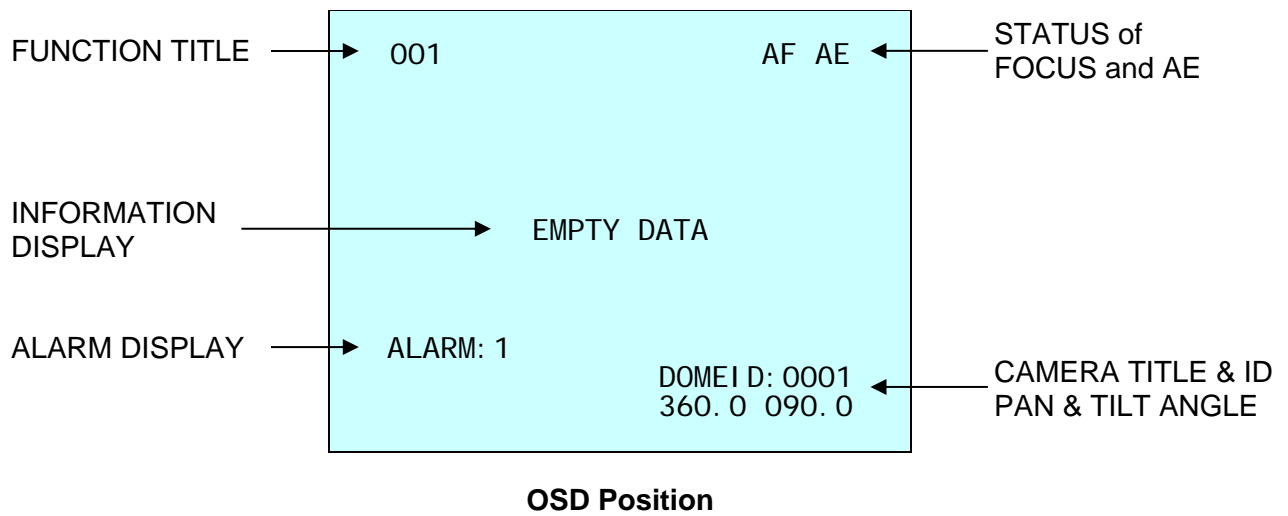 FUNCTION TITLE
001
AF AE
STATUS of
FOCUS and AE
INFORMATION
DISPLAY
EMPTY DATA
ALARM DISPLAY
ALARM:1
DOMEID:0001
360.0 090.0
CAMERA TITLE & ID
PAN & TILT ANGLE
OSD Position